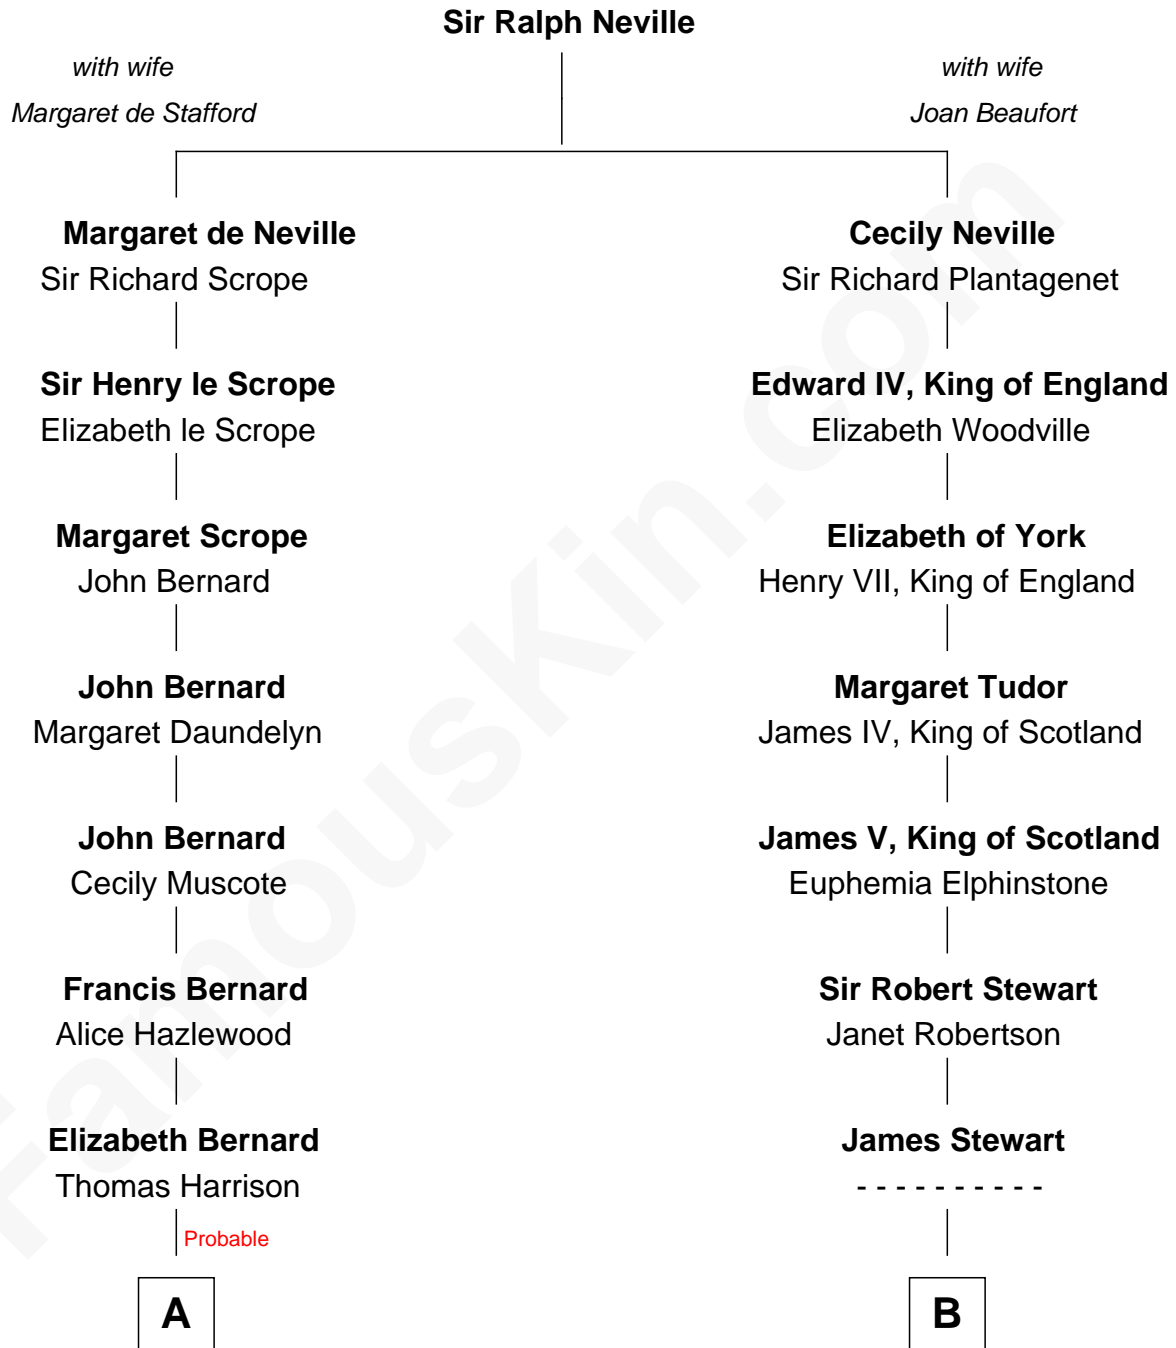 Sir Ralph Neville
with wife
Margaret de Stafford
with wife
Joan Beaufort
Margaret de Neville
Sir Richard Scrope
Cecily Neville
Sir Richard Plantagenet
Sir Henry le Scrope
Elizabeth le Scrope
Edward IV, King of England
Elizabeth Woodville
Margaret Scrope
John Bernard
Elizabeth of York
Henry VII, King of England
John Bernard
Margaret Daundelyn
Margaret Tudor
James IV, King of Scotland
John Bernard
Cecily Muscote
James V, King of Scotland
Euphemia Elphinstone
Francis Bernard
Alice Hazlewood
Sir Robert Stewart
Janet Robertson
Elizabeth Bernard
Thomas Harrison
James Stewart
- - - - - - - - - -
Probable
A
B
FamousKin.com